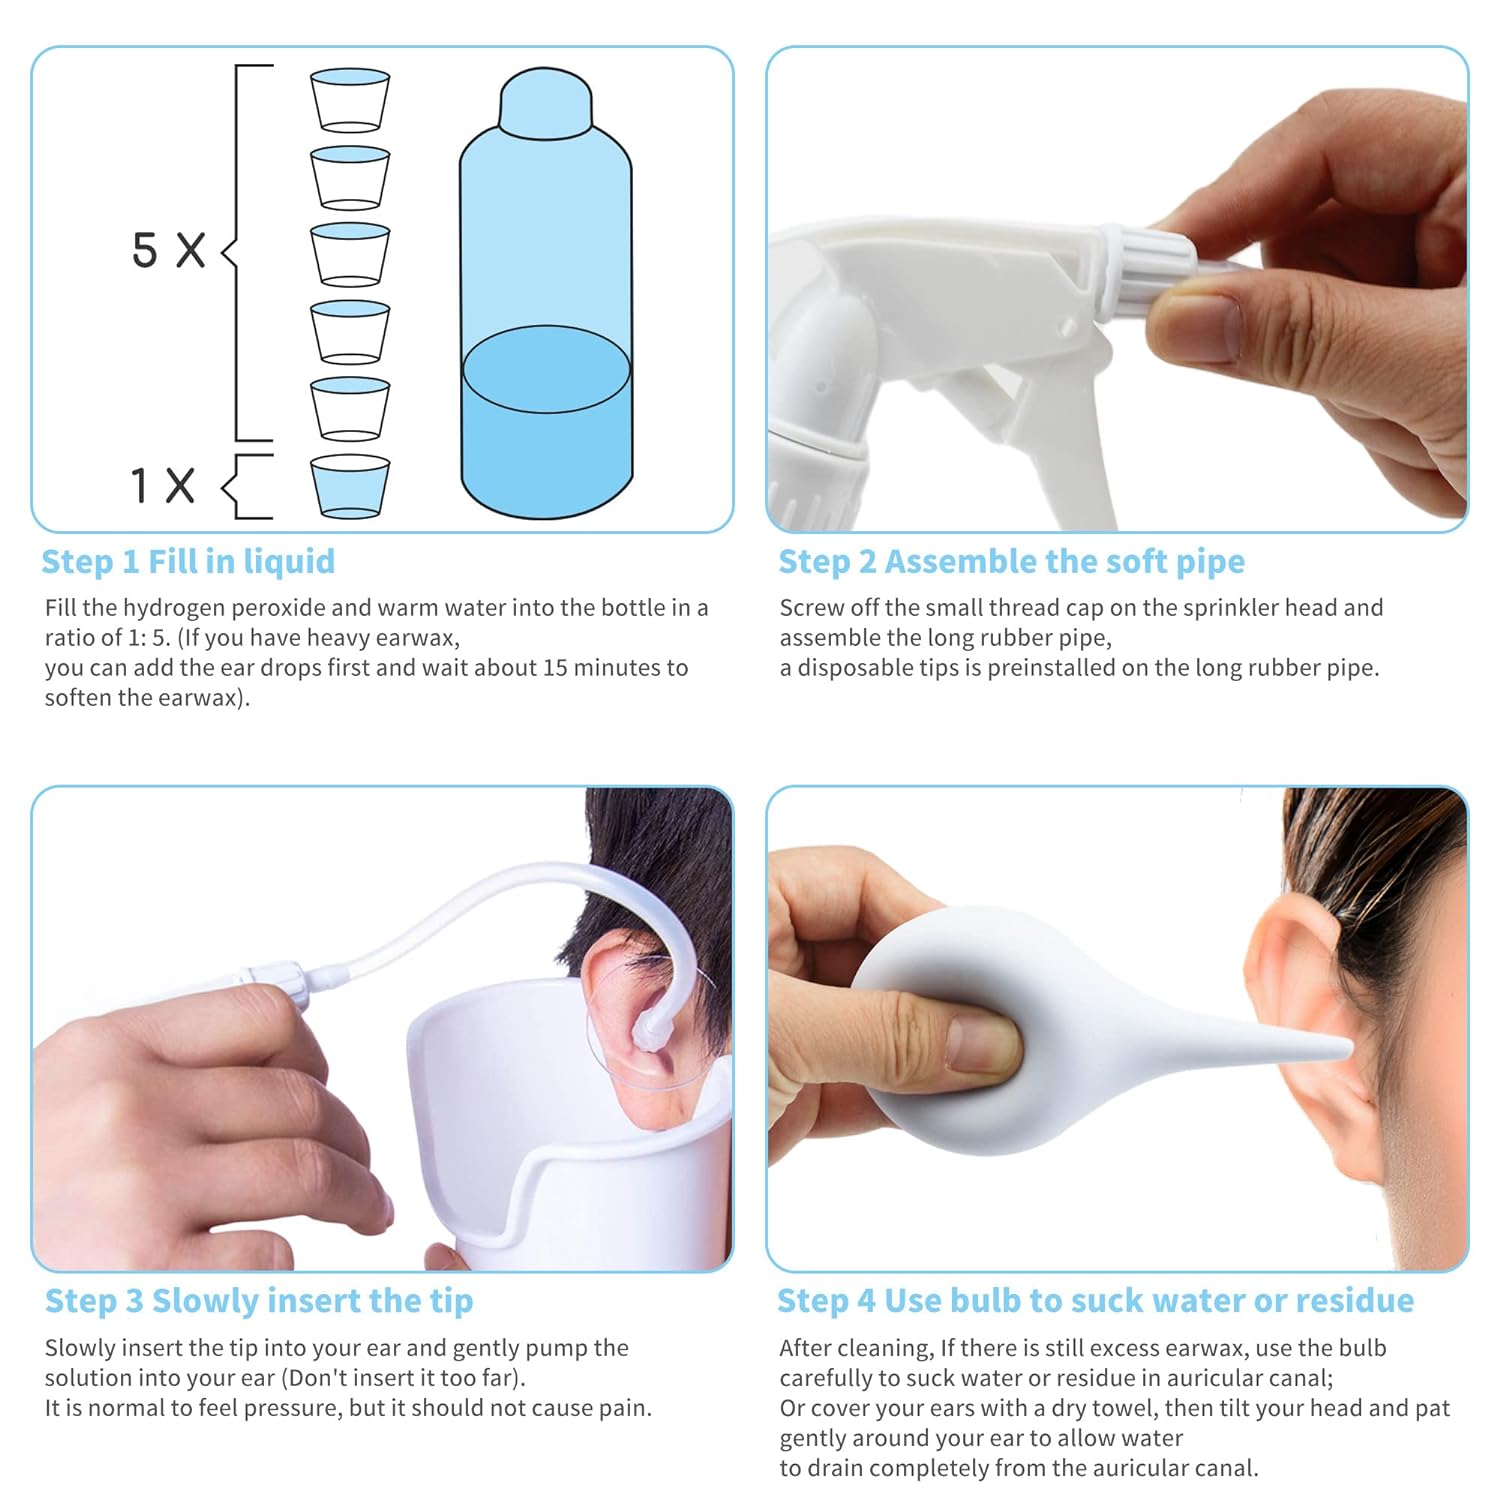 5 X
1 X
Step 1 Fill in liquid
Fill the hydrogen peroxide and warm water into the bottle in a
ratio of 1: 5. (If you have heavy earwax,
you can add the ear drops first and wait about 15 minutes to
soften the earwax).
Step 2 Assemble the soft pipe
Screw off the small thread cap on the sprinkler head and
assemble the long rubber pipe,
a disposable tips is preinstalled on the long rubber pipe.
Step 3 Slowly insert the tip
Slowly insert the tip into your ear and gently pump the
solution into your ear (Don't insert it too far).
It is normal to feel pressure, but it should not cause pain.
Step 4 Use bulb to suck water or residue
After cleaning, If there is still excess earwax, use the bulb
carefully to suck water or residue in auricular canal;
Or cover your ears with a dry towel, then tilt your head and pat
gently around your ear to allow water
to drain completely from the auricular canal.